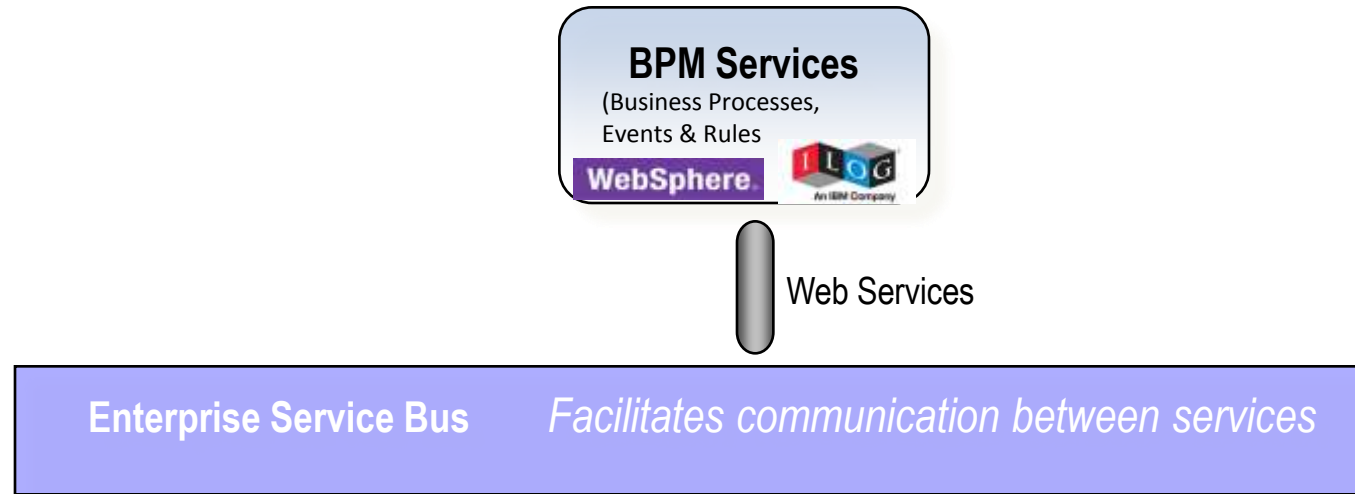 BPM Services
(Business Processes,
Events & Rules
WebSphere.
ILOG
An IBM Company
Web Services
Enterprise Service Bus Facilitates communication between services